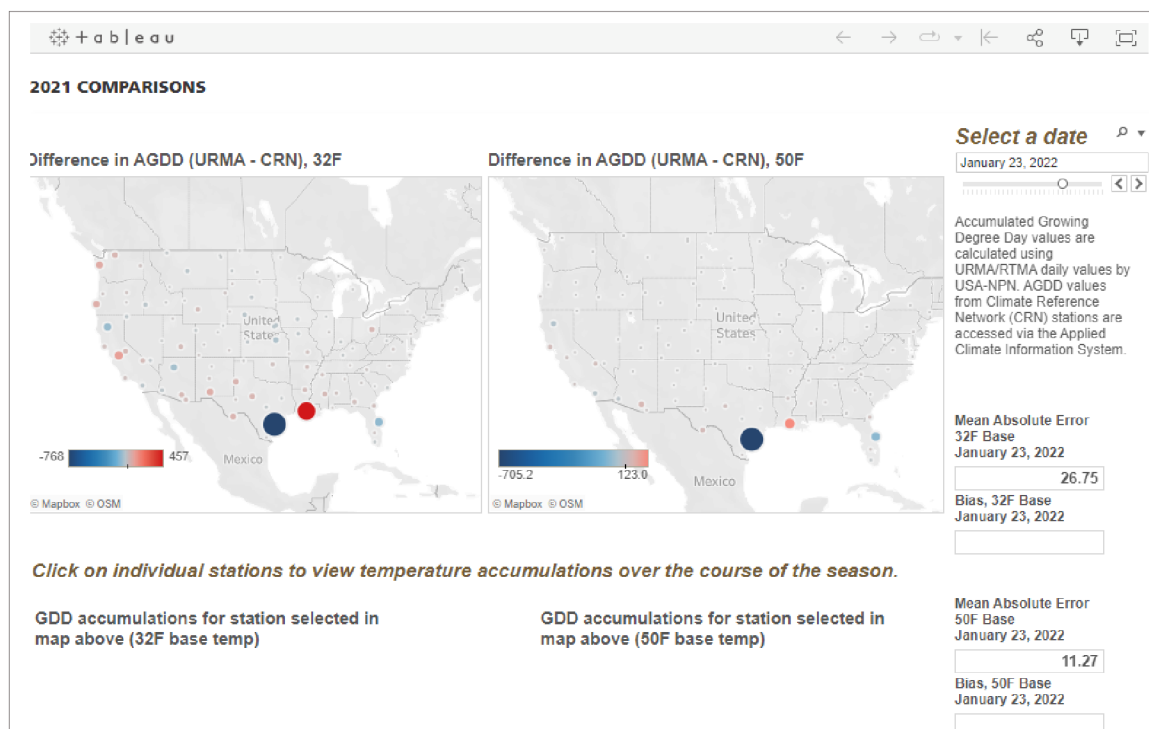 + a b l e a u
2021 COMPARISONS
Difference in AGDD (URMA - CRN), 32F
Difference in AGDD (URMA - CRN), 50F
Select a date
January 23, 2022
Accumulated Growing
Degree Day values are
calculated using
URMA/RTMA daily values by
USA-NPN. AGDD values
from Climate Reference
Network (CRN) stations are
accessed via the Applied
Climate Information System.
United
States
Mexico
-768
457
© Mapbox © OSM
United
States
Mexico
-705.2
123.0
© Mapbox © OSM
Mean Absolute Error
32F Base
January 23, 2022
26.75
Bias, 32F Base
January 23, 2022
Click on individual stations to view temperature accumulations over the course of the season.
GDD accumulations for station selected in
map above (32F base temp)
GDD accumulations for station selected in
map above (50F base temp)
Mean Absolute Error
50F Base
January 23, 2022
11.27
Bias, 50F Base
January 23, 2022